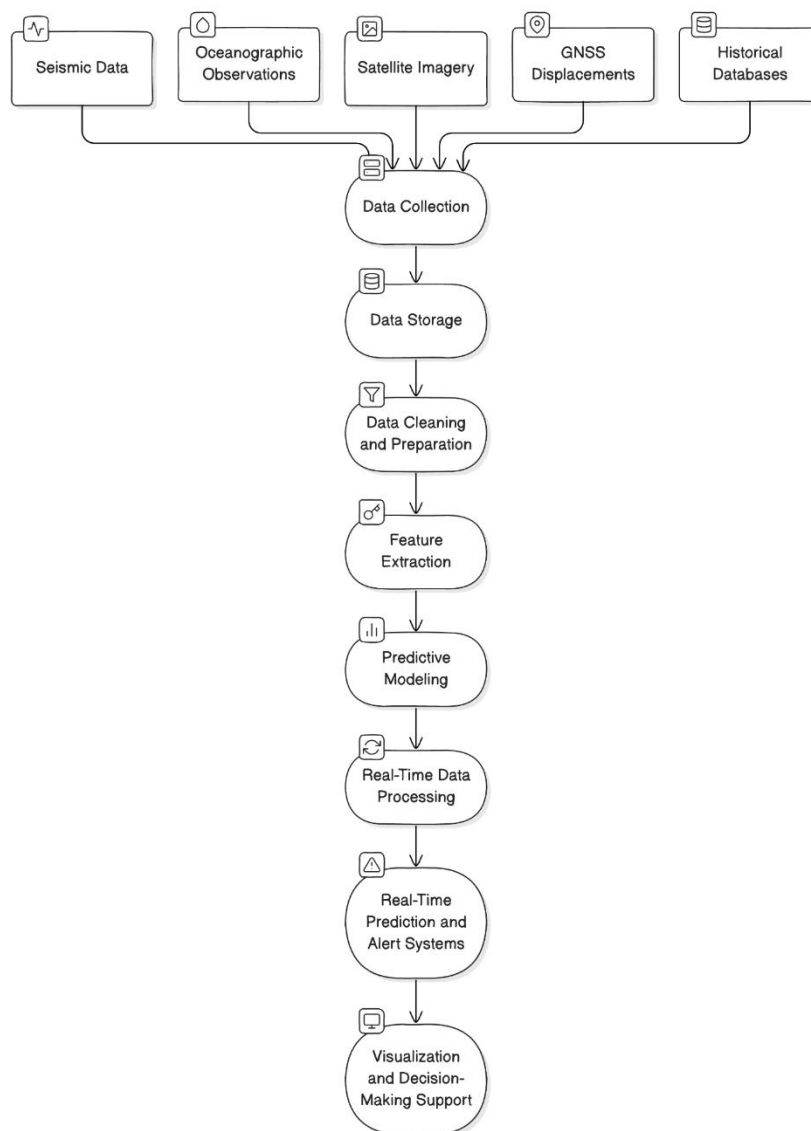 Seismic Data
Oceanographic
Observations
Satellite Imagery
GNSS
Displacements
Historical
Databases
Data Collection
Data Storage
Data Cleaning
and Preparation
Feature
Extraction
Predictive
Modeling
Real-Time Data
Processing
Real-Time
Prediction and
Alert Systems
Visualization
and Decision-
Making Support